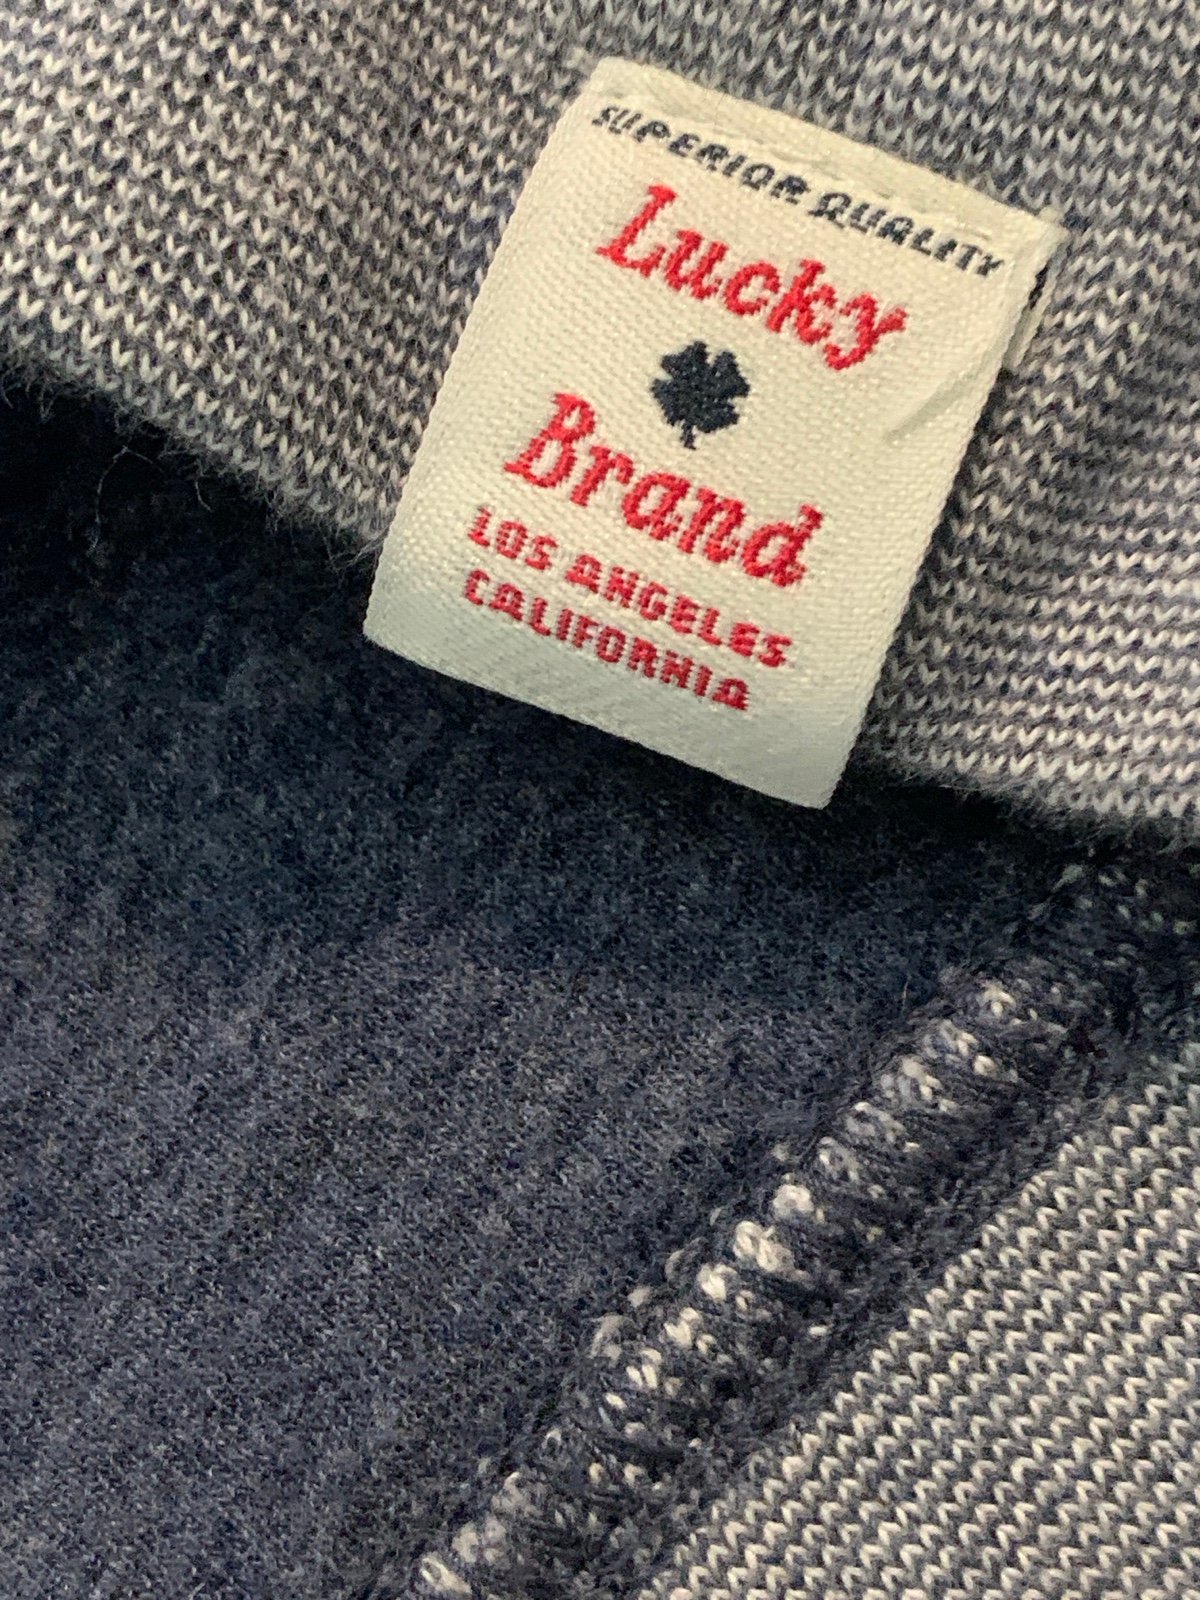 SUPERIOR QUALITY
Lucky
Brand
LOS ANGELES
CALIFORNIA